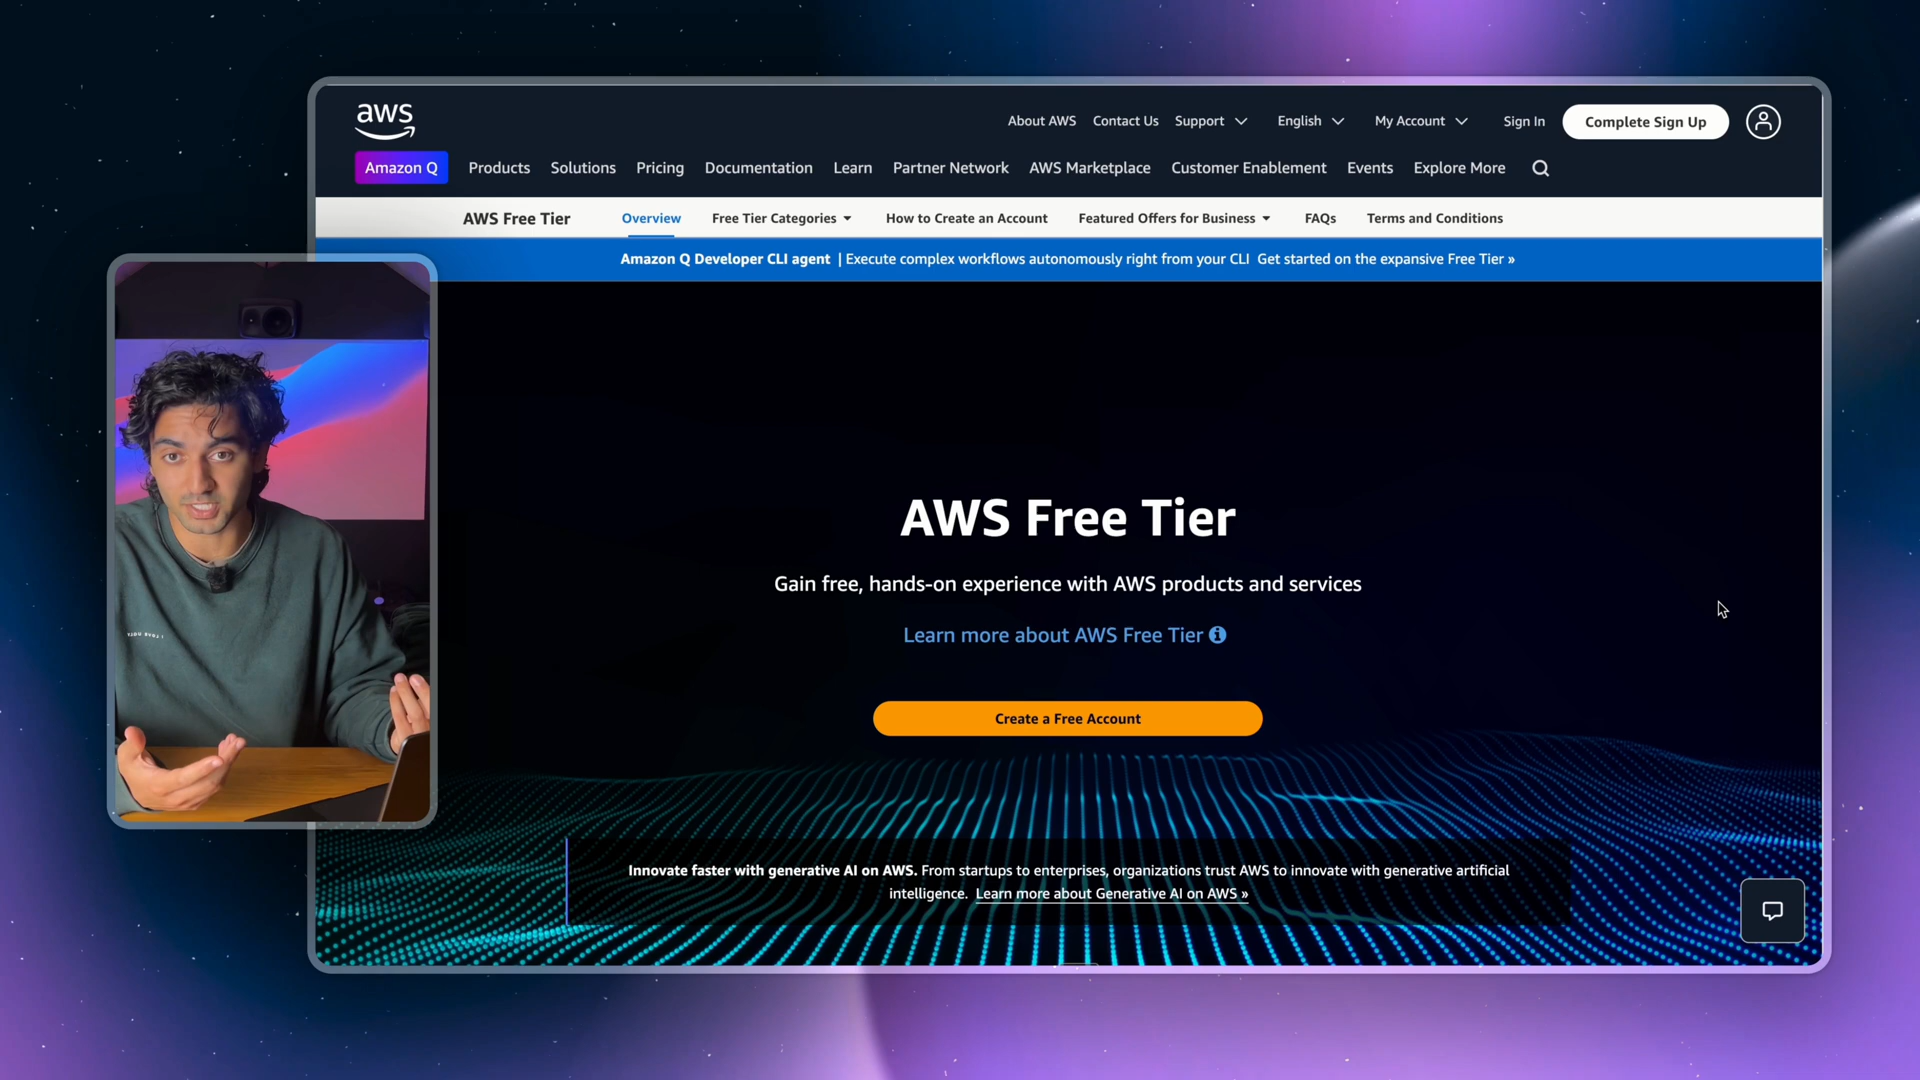 aws
About AWS Contact Us Support English My Account Sign In Complete Sign Up
Amazon Q Products Solutions Pricing Documentation Learn Partner Network AWS Marketplace Customer Enablement Events Explore More
AWS Free Tier Overview Free Tier Categories How to Create an Account Featured Offers for Business FAQs Terms and Conditions
Amazon Q Developer CLI agent | Execute complex workflows autonomously right from your CLI Get started on the expansive Free Tier »
AWS Free Tier
Gain free, hands-on experience with AWS products and services
Learn more about AWS Free Tier
Create a Free Account
Innovate faster with generative AI on AWS. From startups to enterprises, organizations trust AWS to innovate with generative artificial
intelligence. Learn more about Generative AI on AWS »